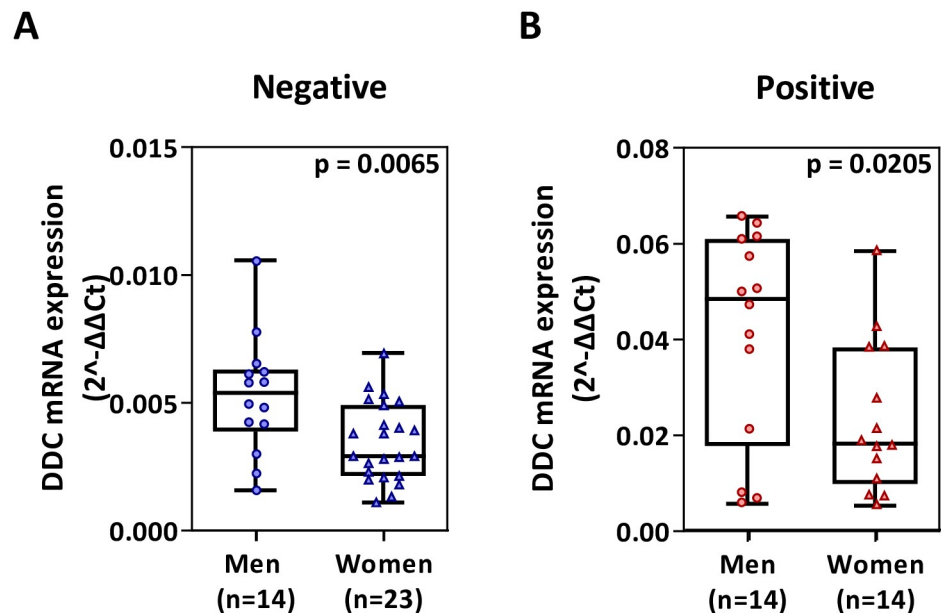 A
Negative
DDC mRNA expression
(2^-ΔΔCt)
0.015
0.010
0.005
0.000
p = 0.0065
Men
(n=14)
Women
(n=23)
B
Positive
DDC mRNA expression
(2^-ΔΔCt)
0.08
0.06
0.04
0.02
0.00
p = 0.0205
Men
(n=14)
Women
(n=14)